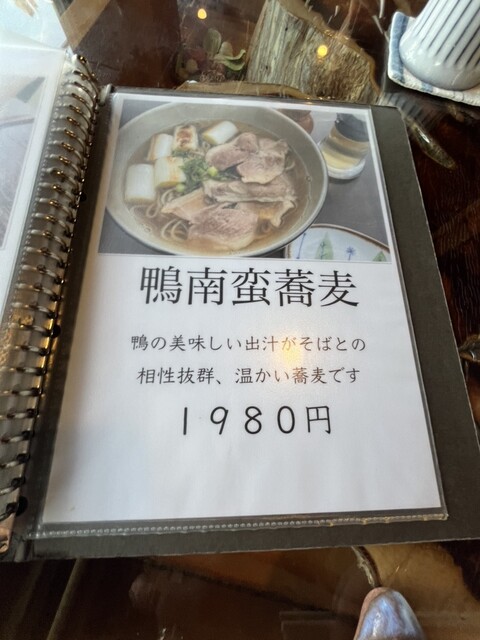 鴨南蛮蕎麦
鴨の美味しい出汁がそばとの
相性抜群、温かい蕎麦です
1980円